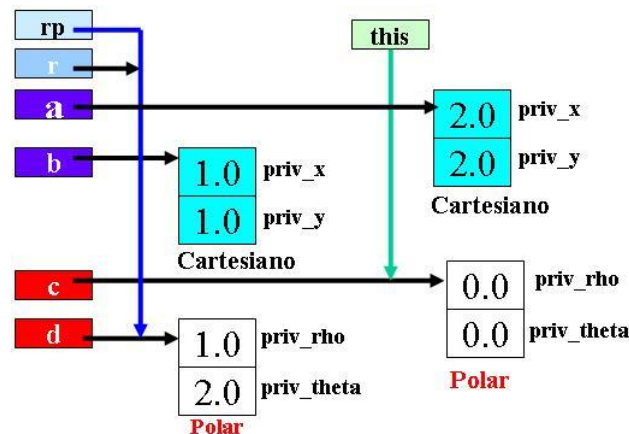 rp
this
r
a
2.0 priv_x
2.0 priv_y
Cartesiano
b
1.0 priv_x
1.0 priv_y
Cartesiano
c
0.0 priv_rho
0.0 priv_theta
Polar
d
1.0 priv_rho
2.0 priv_theta
Polar